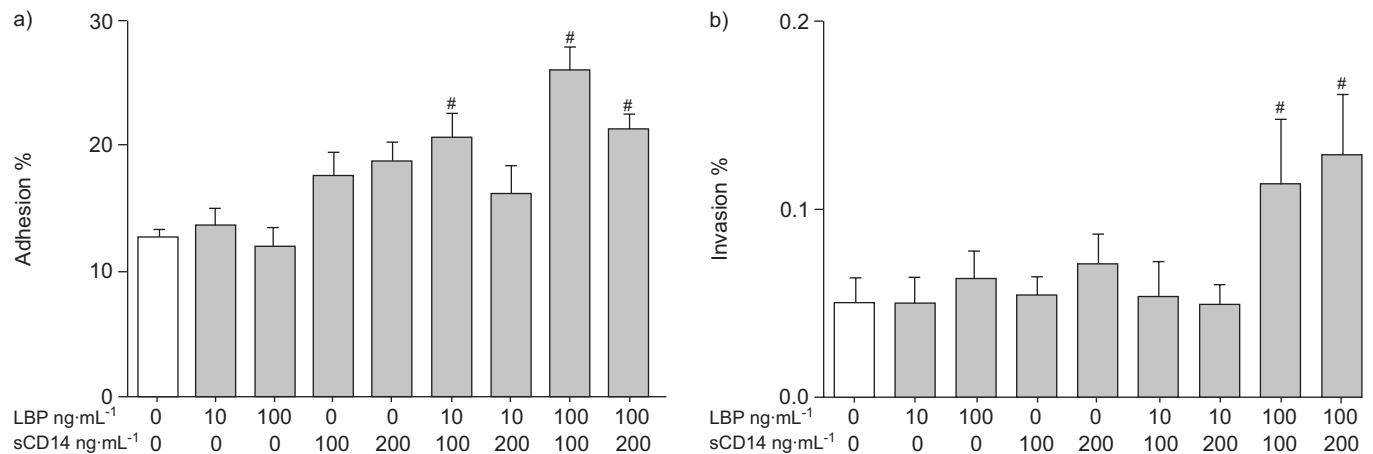 a)
30
20
10
0
Adhesion %
#
#
#
LBP ng·mL⁻¹ 0 10 100 0 0 10 10 100 100
sCD14 ng·mL⁻¹ 0 0 0 100 200 100 200 100 200
b)
0.2
0.1
0.0
Invasion %
#
#
LBP ng·mL⁻¹ 0 10 100 0 0 10 10 100 100
sCD14 ng·mL⁻¹ 0 0 0 100 200 100 200 100 200